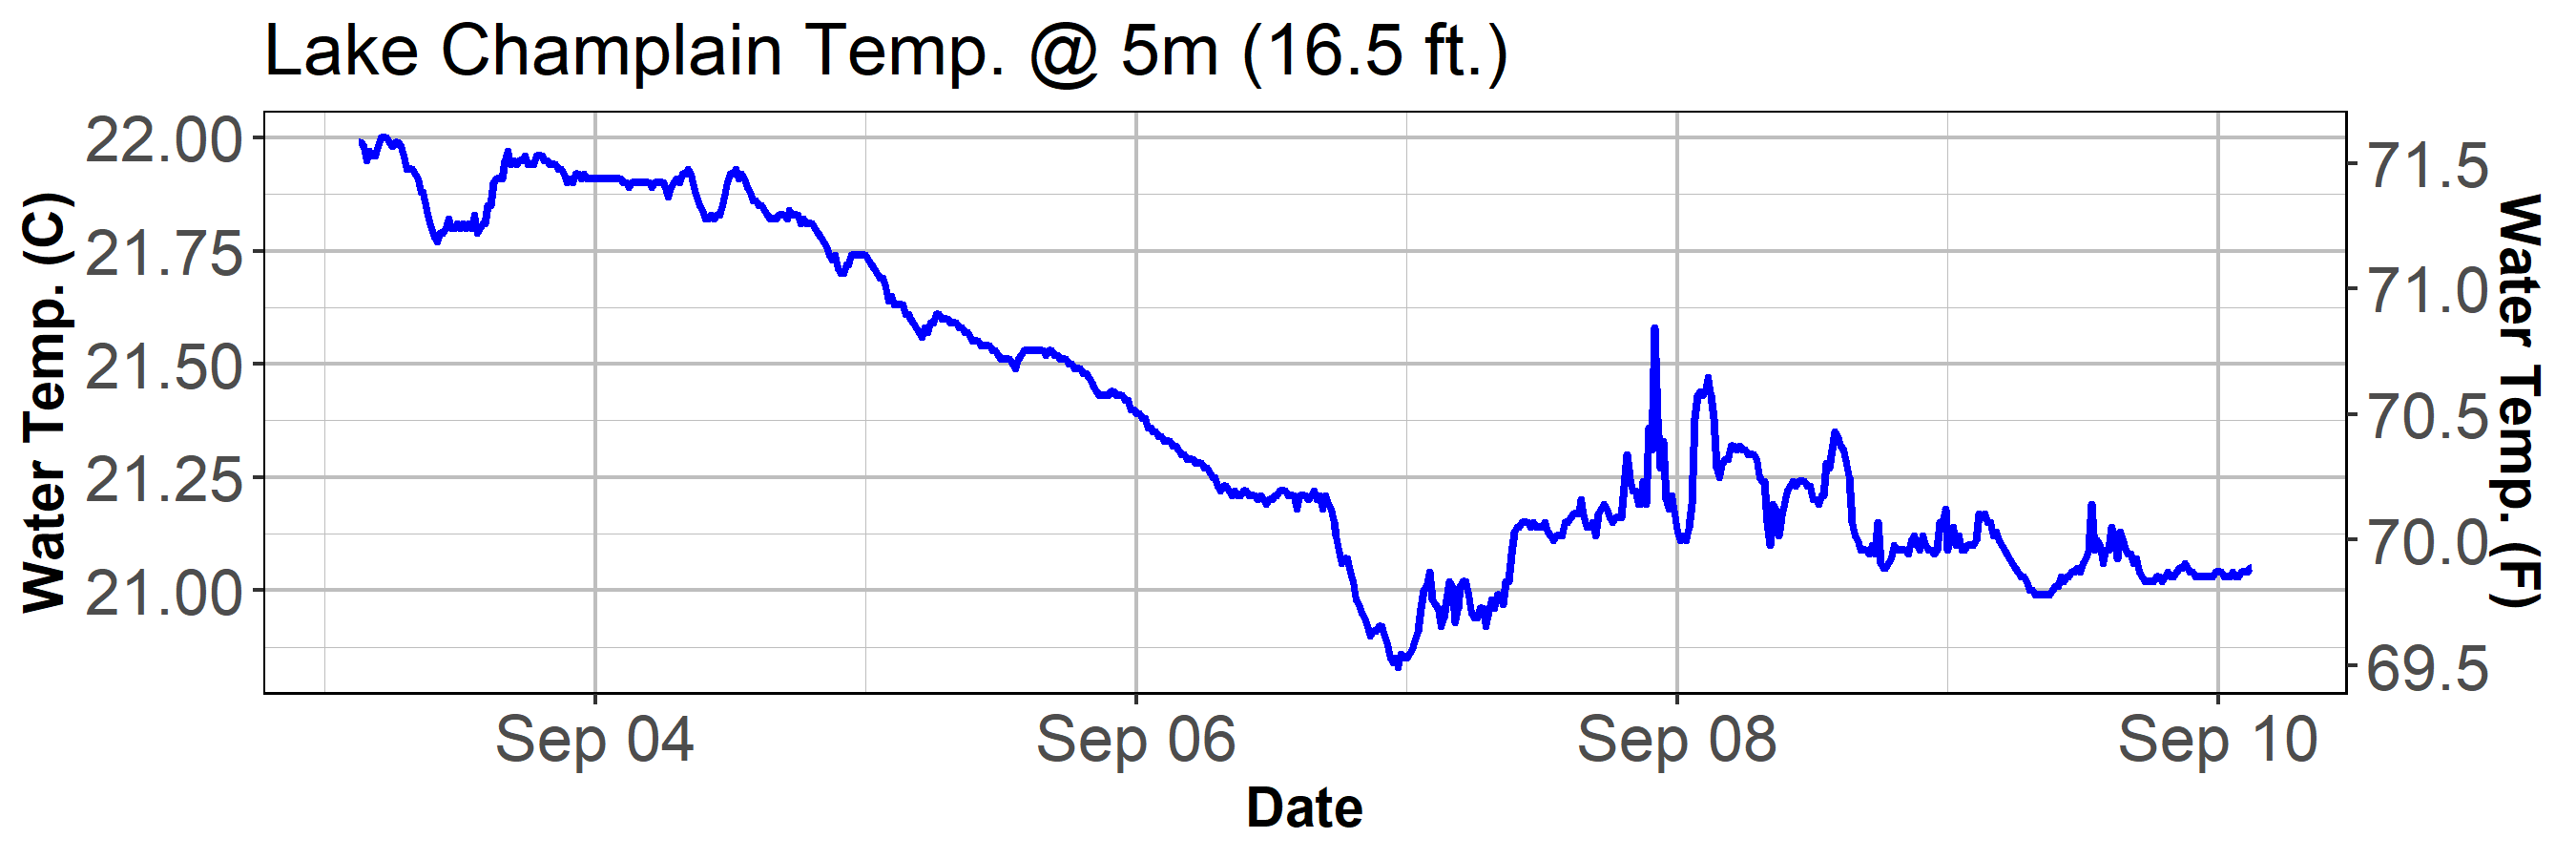 Lake Champlain Temp. @ 5m (16.5 ft.)
Water Temp. (C)
22.00
21.75
21.50
21.25
21.00
71.5
71.0
70.5
70.0
69.5
Water Temp. (F)
Sep 04
Sep 06
Sep 08
Sep 10
Date